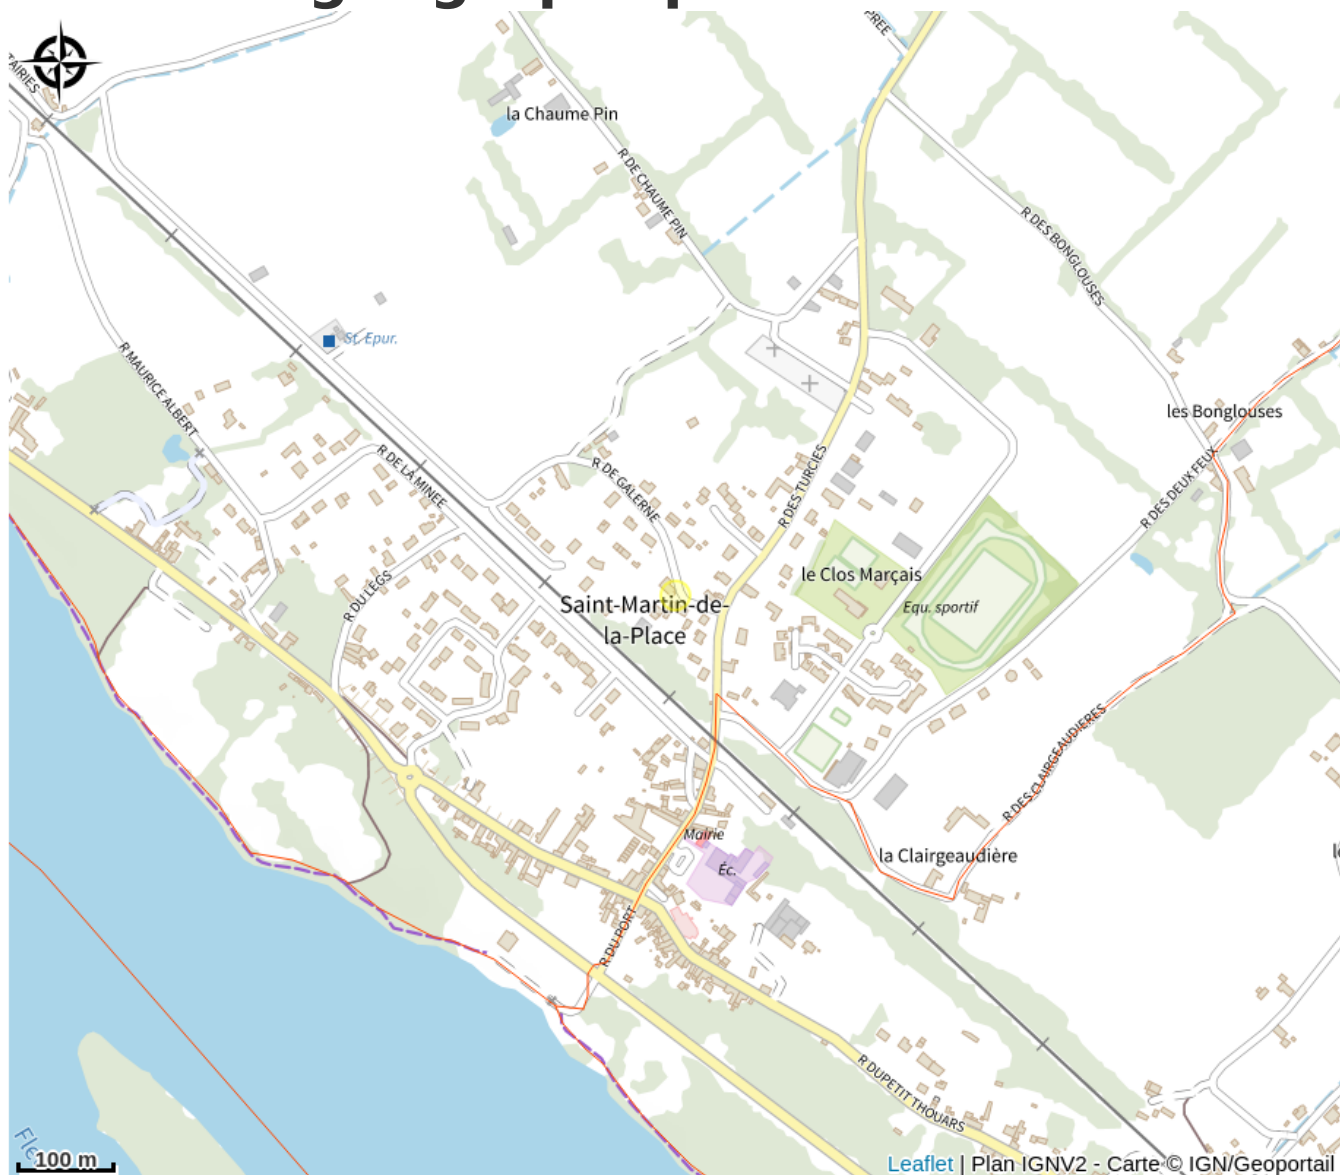 PREE
TAIRIES
la Chaume Pin
R DE CHAUME PIN
R DES BONGLOUSES
St. Epur.
R MAURICE ALBERT
les Bonglouses
R DE LA MINEE
R DE GALERNE
R DES TURCIES
R DES DEUX FEUX
le Clos Marçais
R DU LEGS
Saint-Martin-de-
la-Place
Equ. sportif
R DES CLAIRGEAUDIERES
Mairie
la Clairgeaudière
Éc.
R DU PORT
R DUPETIT THOUARS
100 m
Leaflet | Plan IGNV2 - Carte © IGN/Geoportail